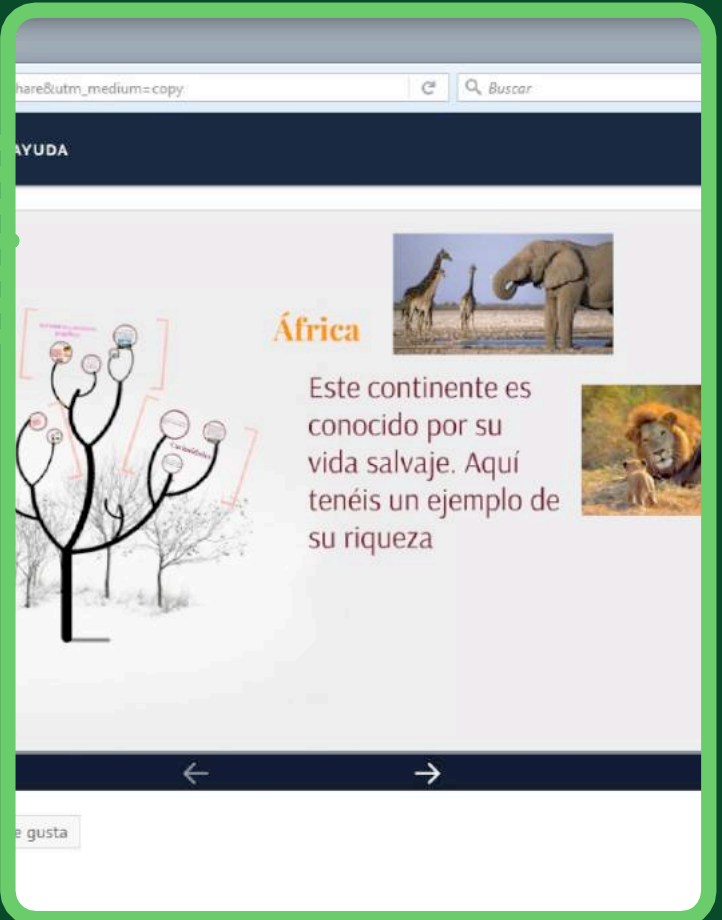 hare&utm_medium=copy
Buscar
AYUDA
África
Este continente es
conocido por su
vida salvaje. Aquí
tenéis un ejemplo de
su riqueza
Curiosidades
e gusta